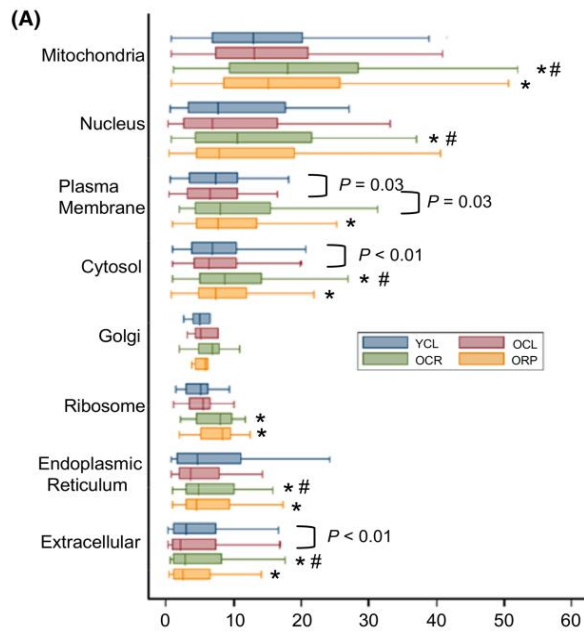 (A)
Mitochondria
*#
*
Nucleus
*#
Plasma
Membrane
P = 0.03
P = 0.03
*
Cytosol
P < 0.01
*#
*
Golgi
YCL OCL
OCR ORP
Ribosome
*
*
Endoplasmic
Reticulum
*#
*
Extracellular
P < 0.01
*#
*
0 10 20 30 40 50 60